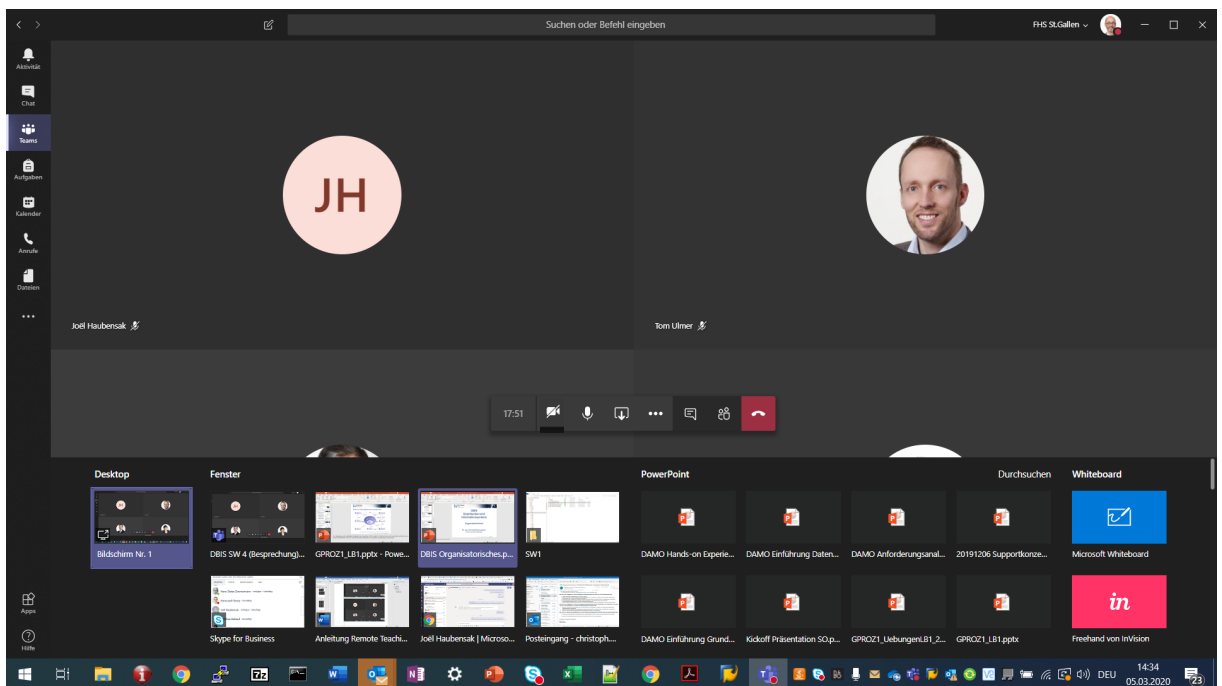 Suchen oder Befehl eingeben
FHS St.Gallen
Aktivität
Chat
Teams
Aufgaben
Kalender
Anrufe
Dateien
Apps
Hilfe
JH
Joël Haubensak
Tom Ulmer
17:51
Desktop
Fenster
PowerPoint
Durchsuchen
Whiteboard
Bildschirm Nr. 1
DBIS SW 4 (Besprechung)...
GPROZ1_LB1.pptx - Powe...
DBIS Organisatorisches.p...
SW1
DAMO Hands-on Experie...
DAMO Einführung Daten...
DAMO Anforderungsanal...
20191206 Supportkonze...
Microsoft Whiteboard
Skype for Business
Anleitung Remote Teachi...
Joël Haubensak | Microso...
Posteingang - christoph....
DAMO Einführung Grund...
Kickoff Präsentation SO.p...
GPROZ1_UebungenLB1_2...
GPROZ1_LB1.pptx
in
Freehand von InVision
DEU
14:34
05.03.2020
23